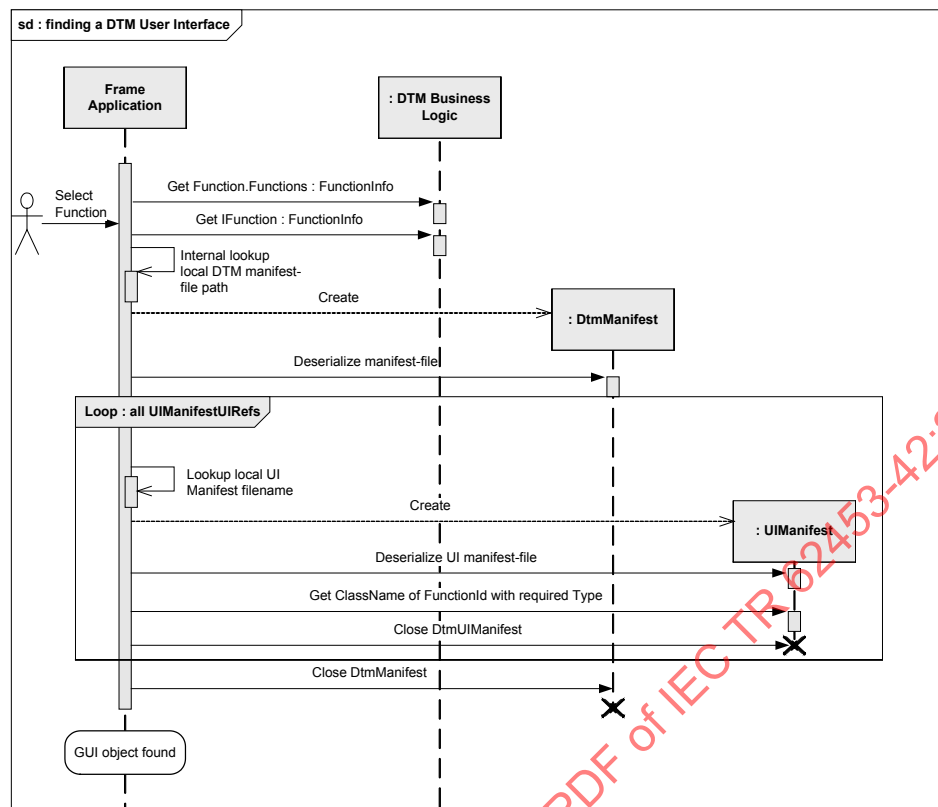 sd : finding a DTM User Interface
Frame
Application
: DTM Business
Logic
Select
Function
Get Function.Functions : FunctionInfo
Get IFunction : FunctionInfo
Internal lookup
local DTM manifest-
file path
Create
: DtmManifest
Deserialize manifest-file
Loop : all UIManifestUIRefs
Lookup local UI
Manifest filename
Create
: UIManifest
Deserialize UI manifest-file
Get ClassName of FunctionId with required Type
Close DtmUIManifest
Close DtmManifest
GUI object found
PDF of IEC TR 62453-42: